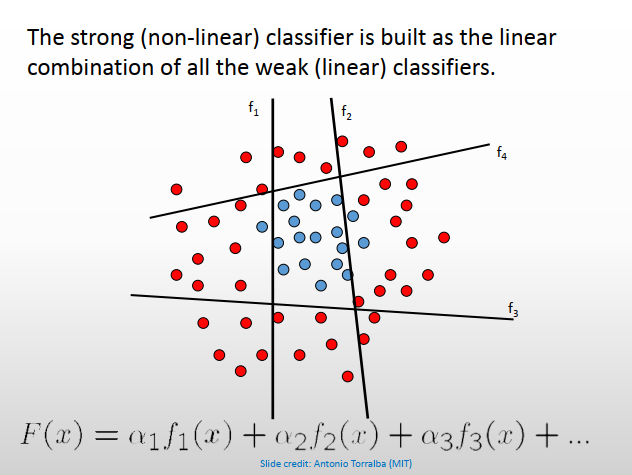 The strong (non-linear) classifier is built as the linear
combination of all the weak (linear) classifiers.
f₁
f₂
f₄
f₃
F(x) = α₁f₁(x) + α₂f₂(x) + α₃f₃(x) + ...
Slide credit: Antonio Torralba (MIT)